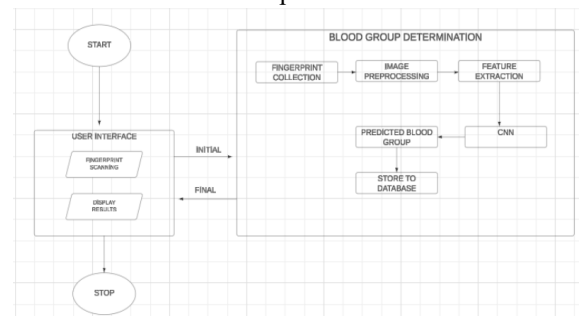 START
USER INTERFACE
FINGERPRINT
SCANNING
DISPLAY
RESULTS
STOP
INITIAL
FINAL
BLOOD GROUP DETERMINATION
FINGERPRINT
COLLECTION
IMAGE
PREPROCESSING
FEATURE
EXTRACTION
CNN
PREDICTED BLOOD
GROUP
STORE TO
DATABASE